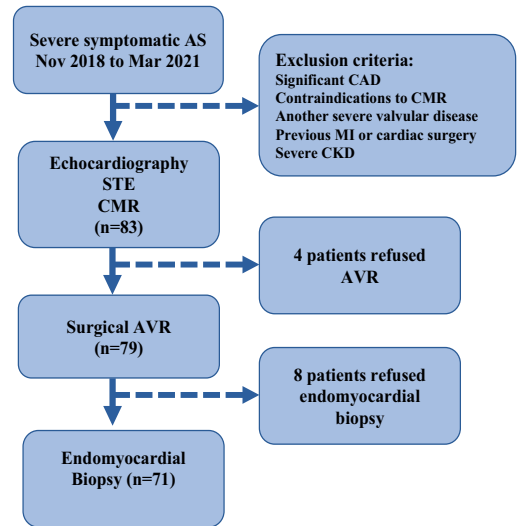 Severe symptomatic AS
Nov 2018 to Mar 2021
Exclusion criteria:
Significant CAD
Contraindications to CMR
Another severe valvular disease
Previous MI or cardiac surgery
Severe CKD
Echocardiography
STE
CMR
(n=83)
4 patients refused
AVR
Surgical AVR
(n=79)
8 patients refused
endomyocardial
biopsy
Endomyocardial
Biopsy (n=71)